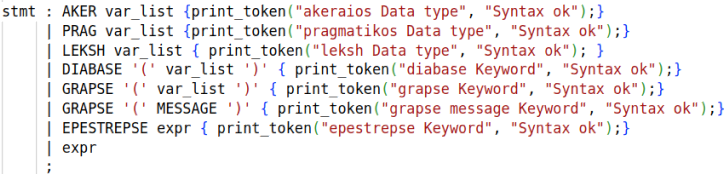 stmt : AKER var_list {print_token("akeraios Data type", "Syntax ok");}
| PRAG var_list {print_token("pragmatikos Data type", "Syntax ok");}
| LEKSH var_list { print_token("leksh Data type", "Syntax ok"); }
| DIABASE '(' var_list ')' { print_token("diabase Keyword", "Syntax ok");}
| GRAPSE '(' var_list ')' { print_token("grapse Keyword", "Syntax ok");}
| GRAPSE '(' MESSAGE ')' { print_token("grapse message Keyword", "Syntax ok");}
| EPESTREPSE expr { print_token("epestrepse Keyword", "Syntax ok");}
| expr
;